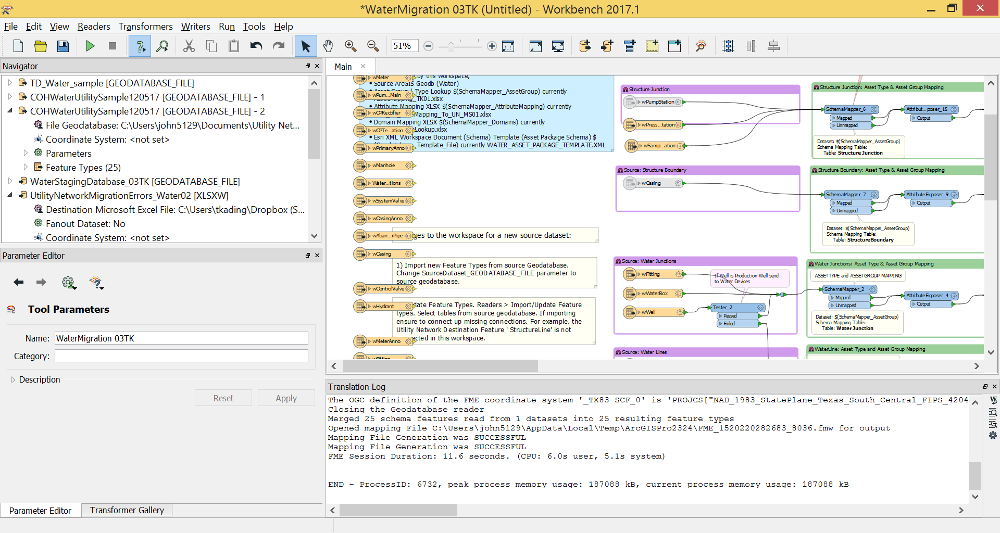 *WaterMigration 03TK (Untitled) - Workbench 2017.1
File Edit View Readers Transformers Writers Run Tools Help
51%
Navigator
TD_Water_sample [GEODATABASE_FILE]
COHWaterUtilitySample120517 [GEODATABASE_FILE] - 1
COHWaterUtilitySample120517 [GEODATABASE_FILE] - 2
File Geodatabase: C:\Users\john5129\Documents\Utility Net...
Coordinate System: <not set>
Parameters
Feature Types (25)
WaterStagingDatabase_03TK [GEODATABASE_FILE]
UtilityNetworkMigrationErrors_Water02 [XLSXW]
Destination Microsoft Excel File: C:\Users\tkading\Dropbox (S...
Fanout Dataset: No
Coordinate System: <not set>
Parameter Editor
Tool Parameters
Name: WaterMigration 03TK
Category:
Description
Reset Apply
Parameter Editor Transformer Gallery
Main
wMeter
by this workspace,
• Source ArcGIS Geodb (Water)
/ Type Lookup $(SchemaMapper_AssetGroup) currently
wPum...Main
_TK01.xlsx
• Attribute Mapping XLSX $(SchemaMapper_AttributeMapping) currently
wCPRectifier
Mapping_To_UN_MS01.xlsx
• Domain Mapping XLSX $(SchemaMapper_Domains) currently
wCPTe...ation
Lookup.xlsx
• Esri XML Workspace Document (Schema) Template (Asset Package Schema) $
wPrimaryAnno
Template_File) currently WATER_ASSET_PACKAGE_TEMPLATE.XML
wManhole
Water...tions
wSystemValve
wCasingAnno
wAban...rPipe
ges to the workspace for a new source dataset:
wCasing
1) Import new Feature Types from source Geodatabase.
Change SourceDataset_GEODATABASE_FILE parameter to
source geodatabase.
wControlValve
wHydrant
date Feature Types. Readers > Import/Update Feature
types. Select tables from source geodatabase. If importing
ensure to connect up missing connections. For example. the
Utility Network Destination Feature ' StructureLine' is not
ected in this workspace.
wMeterAnno
wFitting
Structure Junction
wPumpStation
wPress...tation
wSamp...ation
Source: Structure Boundary
wCasing
Source: Water Junctions
wFitting
wWaterBox
wWell
If Well is Production Well send
to Water Devices
Tester_2
Passed
Failed
Source: Water Lines
Structure Junction: Asset Type & Asset Group Mapping
SchemaMapper_6
Mapped
Unmapped
Attribut...poser_15
Output
Dataset: $(SchemaMapper_AssetGroup)
Schema Mapping Table:
Table: Structure Junction
Structure Boundary: Asset Type & Asset Group Mapping
SchemaMapper_7
Mapped
Unmapped
AttributeExposer_9
Output
Dataset: $(SchemaMapper_AssetGroup)
Schema Mapping Table:
Table: StructureBoundary
Water Junctions: Asset Type & Asset Group Mapping
ASSETTYPE and ASSETGROUP MAPPING
SchemaMapper_2
Mapped
Unmapped
AttributeExposer_4
Output
Dataset: $(SchemaMapper_AssetGroup)
Schema Mapping Table:
Table: WaterJunction
WaterLine: Asset Type and Asset Group Mapping
Translation Log
The OGC definition of the FME coordinate system '_TX83-SCF_0' is 'PROJCS["NAD_1983_StatePlane_Texas_South_Central_FIPS_4204
Closing the Geodatabase reader
Merged 25 schema features read from 1 datasets into 25 resulting feature types
Opened mapping File C:\Users\john5129\AppData\Local\Temp\ArcGISPro2324\FME_1520220282683_8036.fmw for output
Mapping File Generation was SUCCESSFUL
Mapping File Generation was SUCCESSFUL
FME Session Duration: 11.6 seconds. (CPU: 6.0s user, 5.1s system)
END - ProcessID: 6732, peak process memory usage: 187088 kB, current process memory usage: 187088 kB